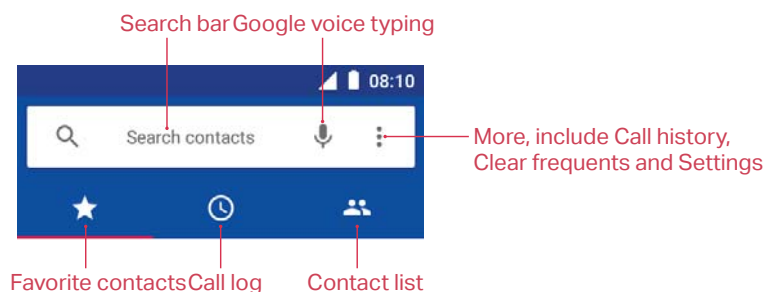 Search bar Google voice typing
08:10
Search contacts
More, include Call history,
Clear frequents and Settings
Favorite contacts Call log Contact list